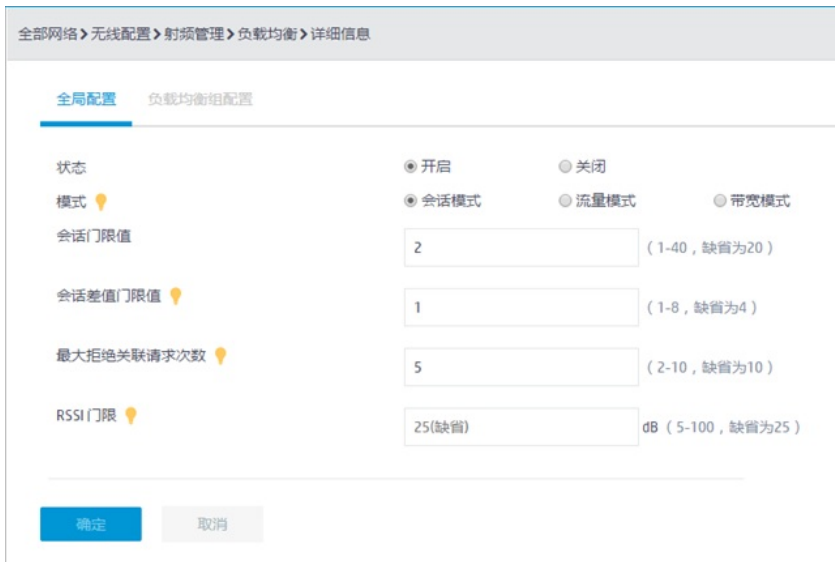 全部网络>无线配置>射频管理>负载均衡>详细信息
全局配置 负载均衡组配置
状态 开启 关闭
模式 会话模式 流量模式 带宽模式
会话门限值 2 (1-40,缺省为20)
会话差值门限值 1 (1-8,缺省为4)
最大拒绝关联请求次数 5 (2-10,缺省为10)
RSSI门限 25(缺省) dB (5-100,缺省为25)
确定 取消